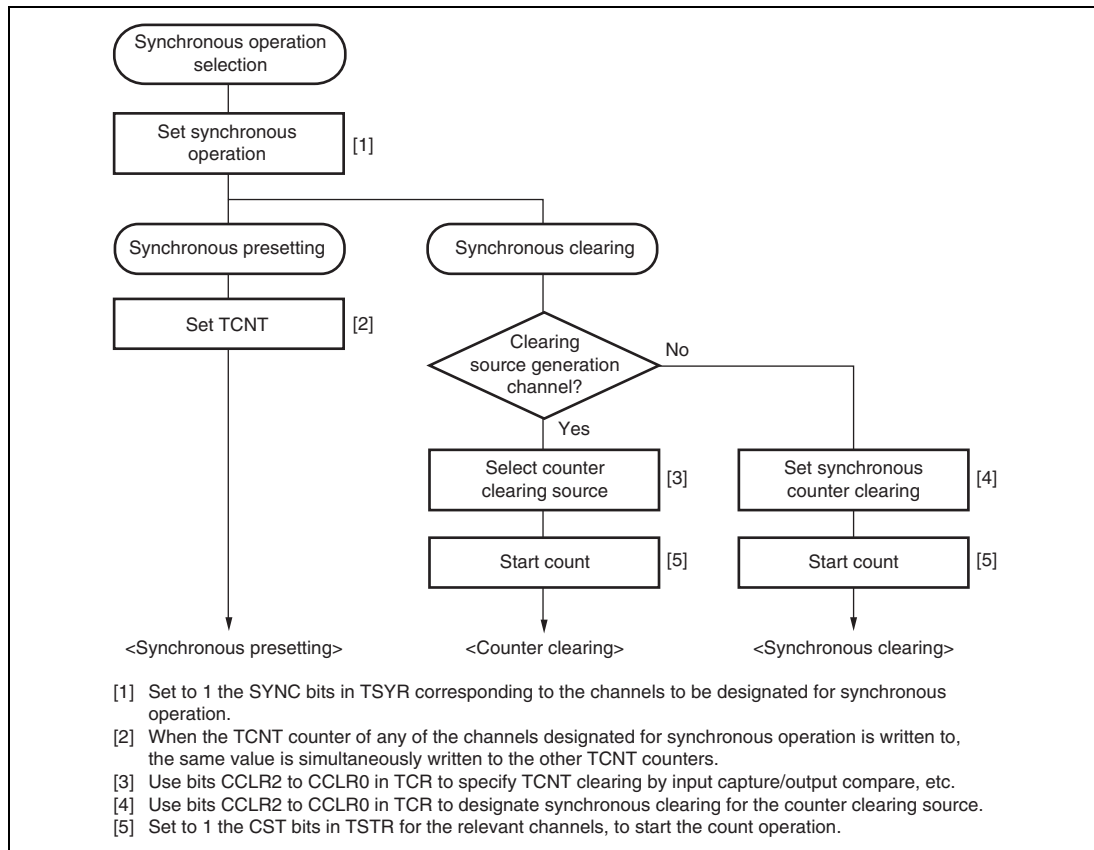 Synchronous operation
selection
Set synchronous
operation
[1]
Synchronous presetting
Synchronous clearing
Set TCNT
[2]
Clearing
source generation
channel?
No
Yes
Select counter
clearing source
[3]
Set synchronous
counter clearing
[4]
Start count
[5]
Start count
[5]
<Synchronous presetting>
<Counter clearing>
<Synchronous clearing>
[1] Set to 1 the SYNC bits in TSYR corresponding to the channels to be designated for synchronous
operation.
[2] When the TCNT counter of any of the channels designated for synchronous operation is written to,
the same value is simultaneously written to the other TCNT counters.
[3] Use bits CCLR2 to CCLR0 in TCR to specify TCNT clearing by input capture/output compare, etc.
[4] Use bits CCLR2 to CCLR0 in TCR to designate synchronous clearing for the counter clearing source.
[5] Set to 1 the CST bits in TSTR for the relevant channels, to start the count operation.